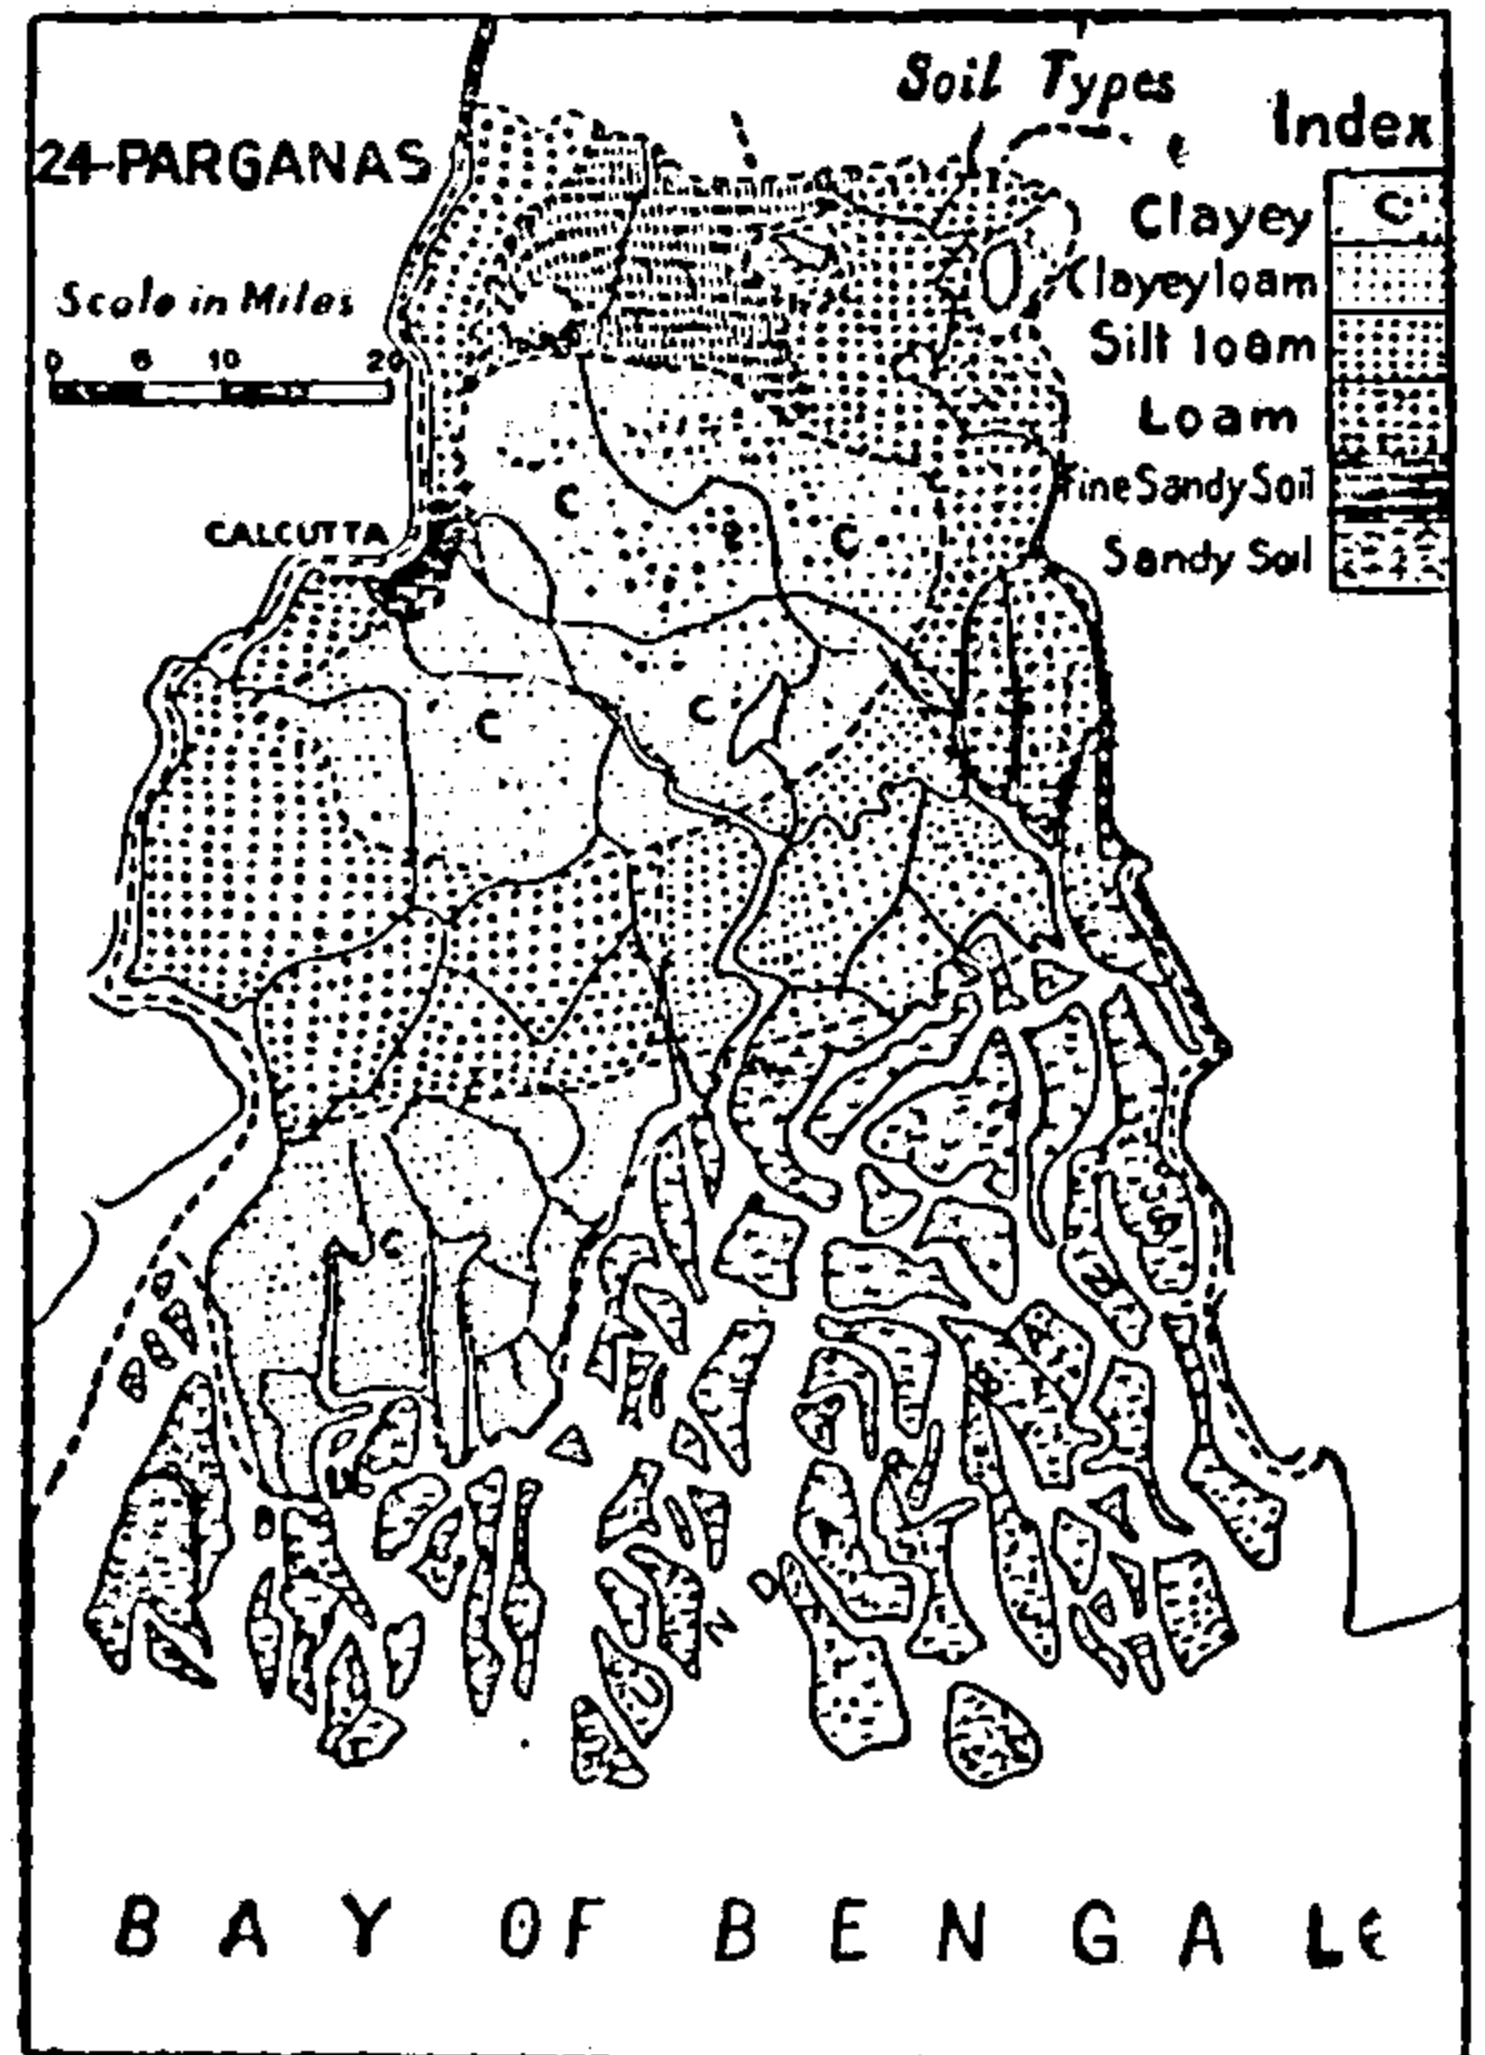 Soil Types
24-PARGANAS
Index
Clayey C
Clayey loam
Silt loam
Loam
Fine Sandy Soil
Sandy Soil
Scale in Miles
0 5 10 20
CALCUTTA
C
C
C
C
C
BAY OF BENGAL